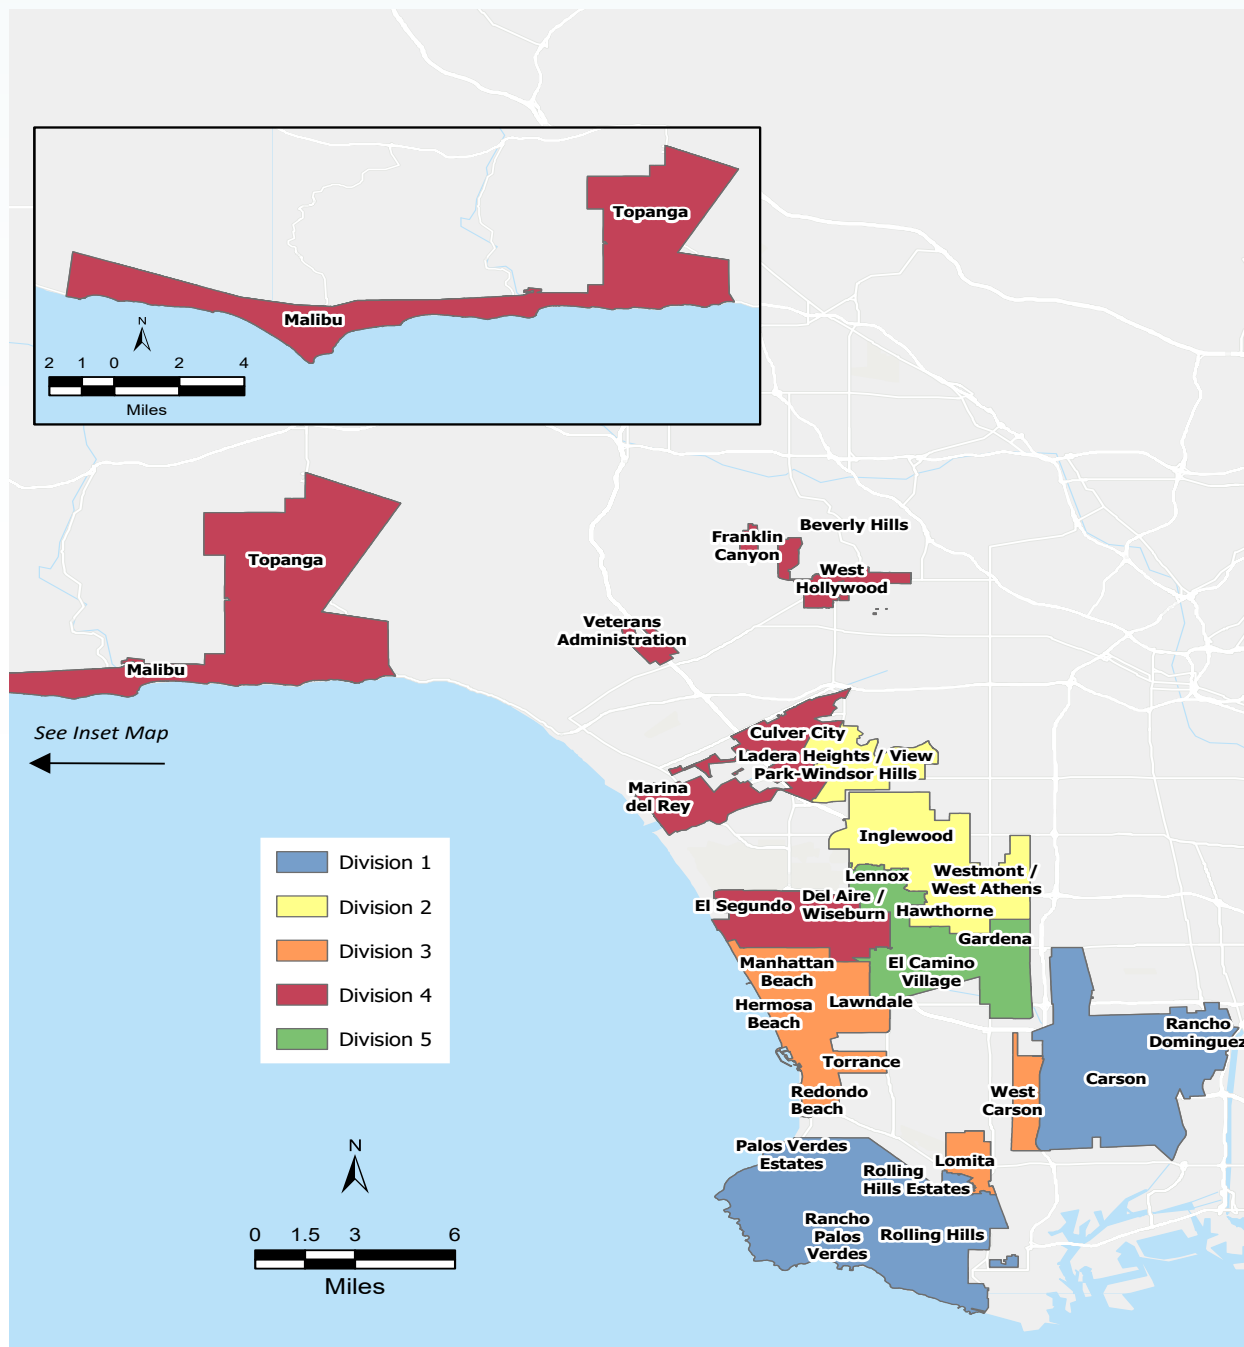 Topanga
Malibu
N
2 1 0 2 4
Miles
Topanga
Malibu
See Inset Map
Franklin
Canyon
Beverly Hills
West
Hollywood
Veterans
Administration
Culver City
Ladera Heights / View
Park-Windsor Hills
Marina
del Rey
Inglewood
Lennox
Westmont /
West Athens
El Segundo
Del Aire /
Wiseburn
Hawthorne
Gardena
Manhattan
Beach
El Camino
Village
Hermosa
Beach
Lawndale
Rancho
Dominguez
Torrance
Carson
Redondo
Beach
West
Carson
Palos Verdes
Estates
Rolling
Hills Estates
Lomita
Rancho
Palos
Verdes
Rolling Hills
Division 1
Division 2
Division 3
Division 4
Division 5
N
0 1.5 3 6
Miles